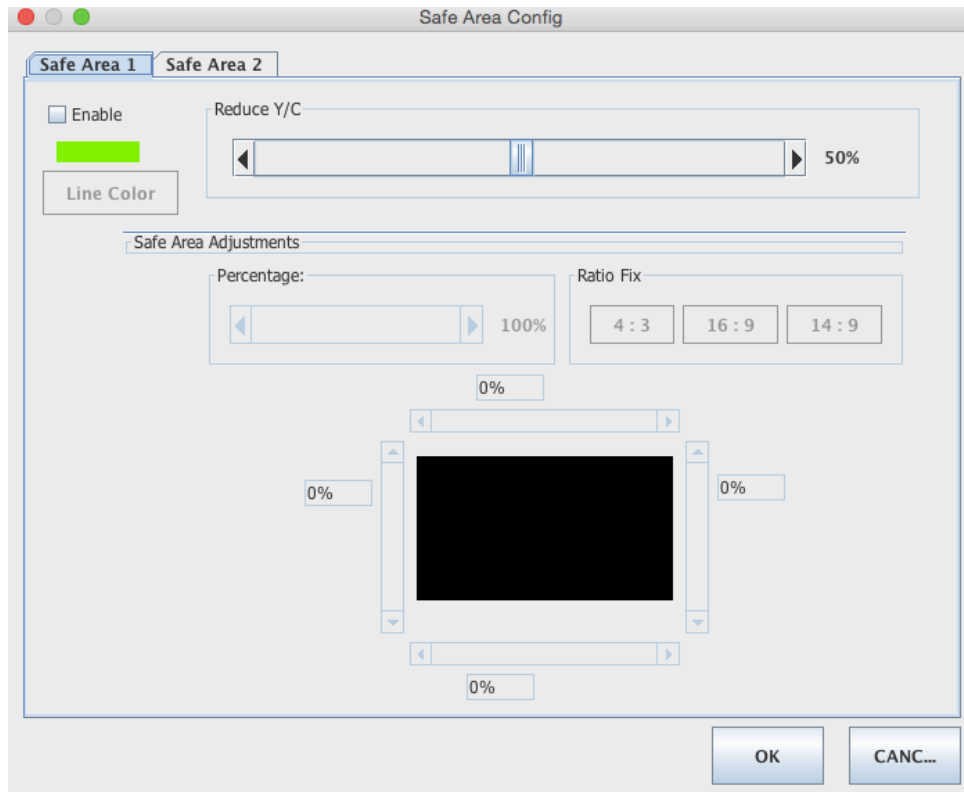 Safe Area Config
Safe Area 1 Safe Area 2
Enable
Reduce Y/C
50%
Line Color
Safe Area Adjustments
Percentage:
100%
Ratio Fix
4 : 3 16 : 9 14 : 9
0%
0%
0%
0%
OK CANC...